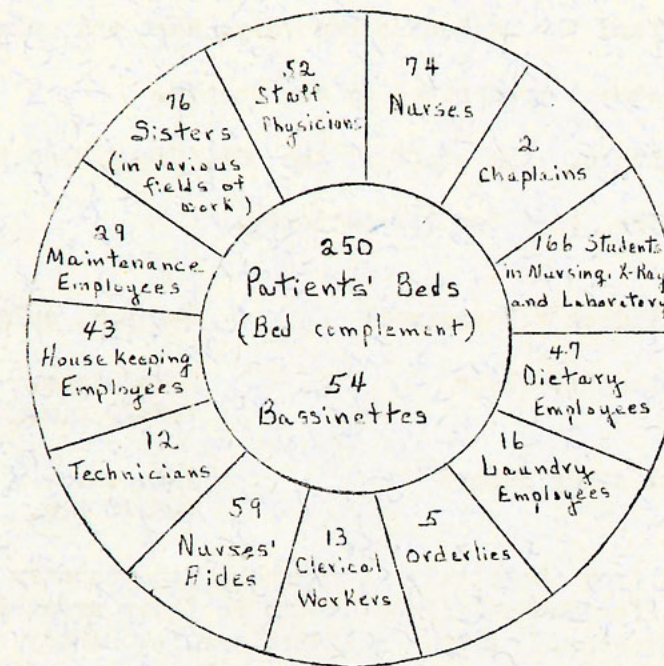 52
Staff
Physicians
74
Nurses
2
Chaplains
166 Students
in Nursing, X-Ray
and Laboratory
47
Dietary
Employees
16
Laundry
Employees
5
Orderlies
13
Clerical
Workers
59
Nurses'
Aides
12
Technicians
43
House Keeping
Employees
29
Maintenance
Employees
76
Sisters
(in various
fields of
work)
250
Patients' Beds
(Bed complement)
54
Bassinettes